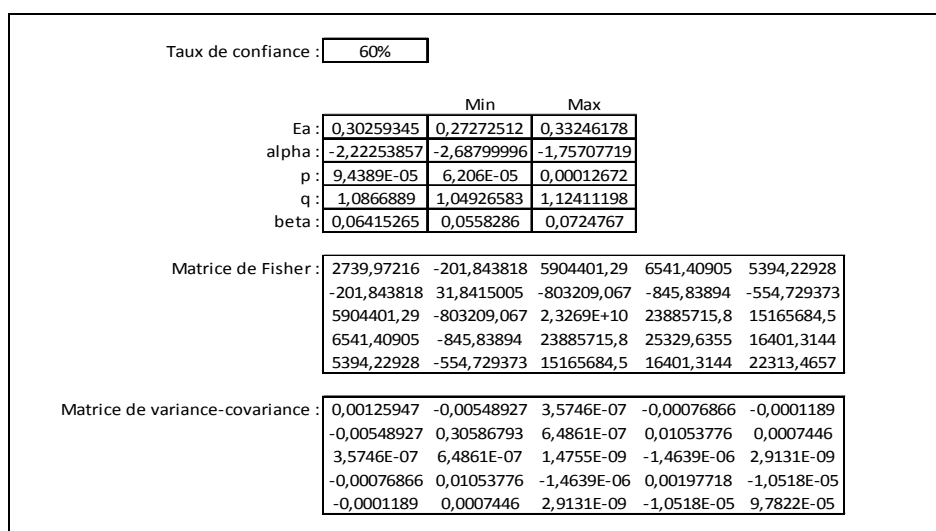 Taux de confiance : 60%
Min Max
Ea : 0,30259345 0,27272512 0,33246178
alpha : -2,22253857 -2,68799996 -1,75707719
p : 9,4389E-05 6,206E-05 0,00012672
q : 1,0866889 1,04926583 1,12411198
beta : 0,06415265 0,0558286 0,0724767
Matrice de Fisher : 2739,97216 -201,843818 5904401,29 6541,40905 5394,22928
-201,843818 31,8415005 -803209,067 -845,83894 -554,729373
5904401,29 -803209,067 2,3269E+10 23885715,8 15165684,5
6541,40905 -845,83894 23885715,8 25329,6355 16401,3144
5394,22928 -554,729373 15165684,5 16401,3144 22313,4657
Matrice de variance-covariance : 0,00125947 -0,00548927 3,5746E-07 -0,00076866 -0,0001189
-0,00548927 0,30586793 6,4861E-07 0,01053776 0,0007446
3,5746E-07 6,4861E-07 1,4755E-09 -1,4639E-06 2,9131E-09
-0,00076866 0,01053776 -1,4639E-06 0,00197718 -1,0518E-05
-0,0001189 0,0007446 2,9131E-09 -1,0518E-05 9,7822E-05